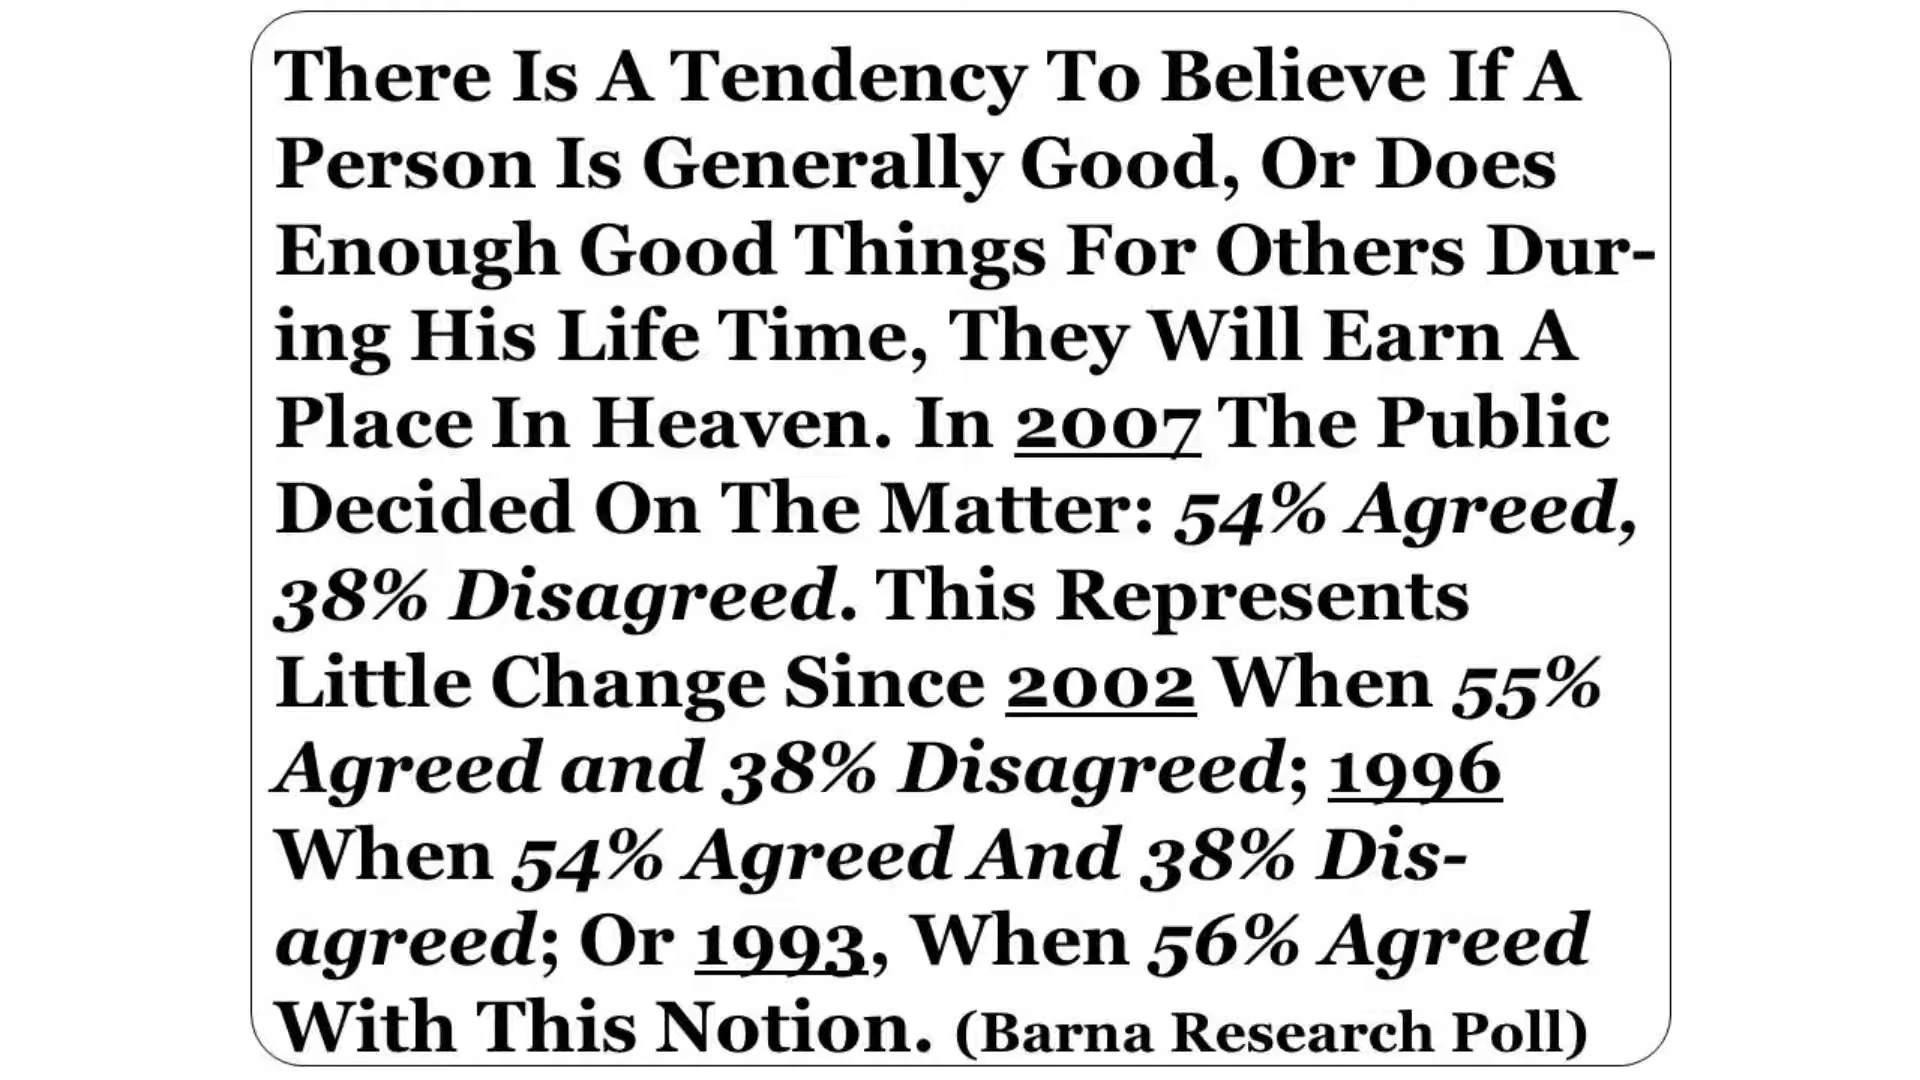 There Is A Tendency To Believe If A
Person Is Generally Good, Or Does
Enough Good Things For Others Dur-
ing His Life Time, They Will Earn A
Place In Heaven. In 2007 The Public
Decided On The Matter: 54% Agreed,
38% Disagreed. This Represents
Little Change Since 2002 When 55%
Agreed and 38% Disagreed; 1996
When 54% Agreed And 38% Dis-
agreed; Or 1993, When 56% Agreed
With This Notion. (Barna Research Poll)